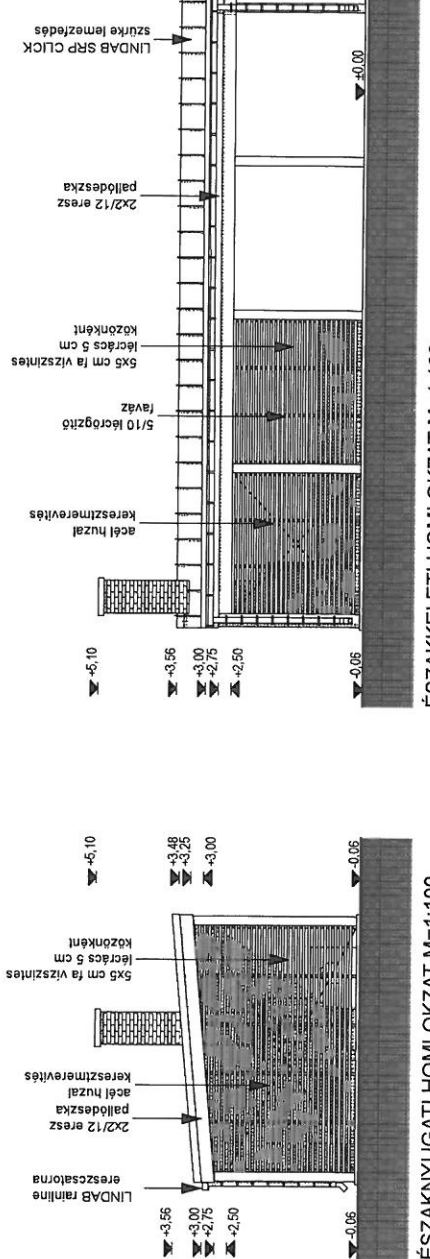 +5,10
+3,56
+3,00
+2,75
+2,50
-0,06
acél huzal
keresztmerevítés
5/10 lécrögzítő
faváz
5x5 cm fa vízszintes
lécrács 5 cm
közönként
2x2/12 eresz
pallódeszka
LINDAB SRP CLICK
szürke lemezfedés
±0.00
+3,56
+3,00
+2,75
+2,50
-0,06
LINDAB rainline
ereszcsatorna
2x2/12 eresz
pallódeszka
acél huzal
keresztmerevítés
5x5 cm fa vízszintes
lécrács 5 cm
közönként
+5,10
+3,48
+3,25
+3,00
-0,06
ÉSZAKNYUGATI HOMLOKZAT M=1:100